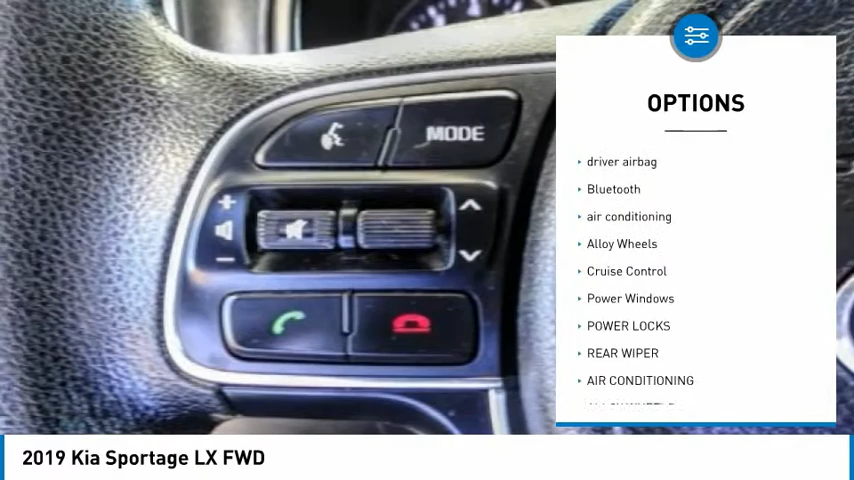 MODE
+
-
OPTIONS
driver airbag
Bluetooth
air conditioning
Alloy Wheels
Cruise Control
Power Windows
POWER LOCKS
REAR WIPER
AIR CONDITIONING
2019 Kia Sportage LX FWD